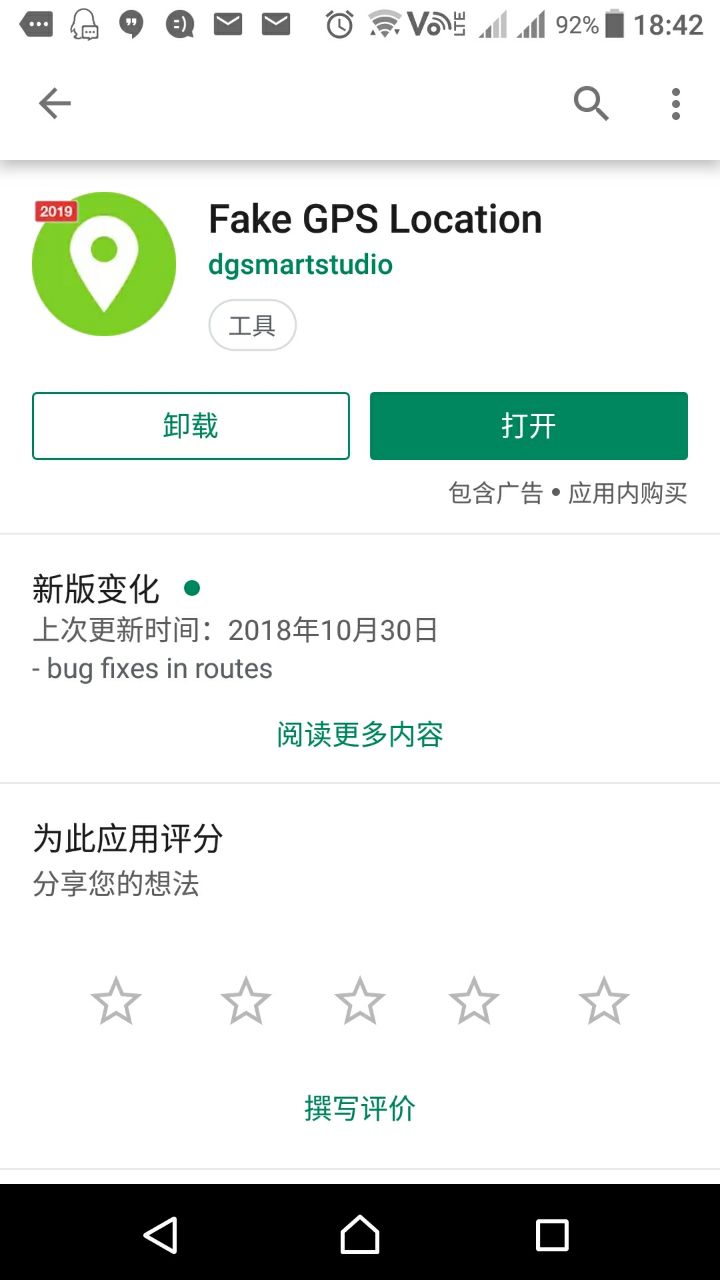 92% 18:42
2019
Fake GPS Location
dgsmartstudio
工具
卸载
打开
包含广告 • 应用内购买
新版变化
上次更新时间：2018年10月30日
- bug fixes in routes
阅读更多内容
为此应用评分
分享您的想法
撰写评价